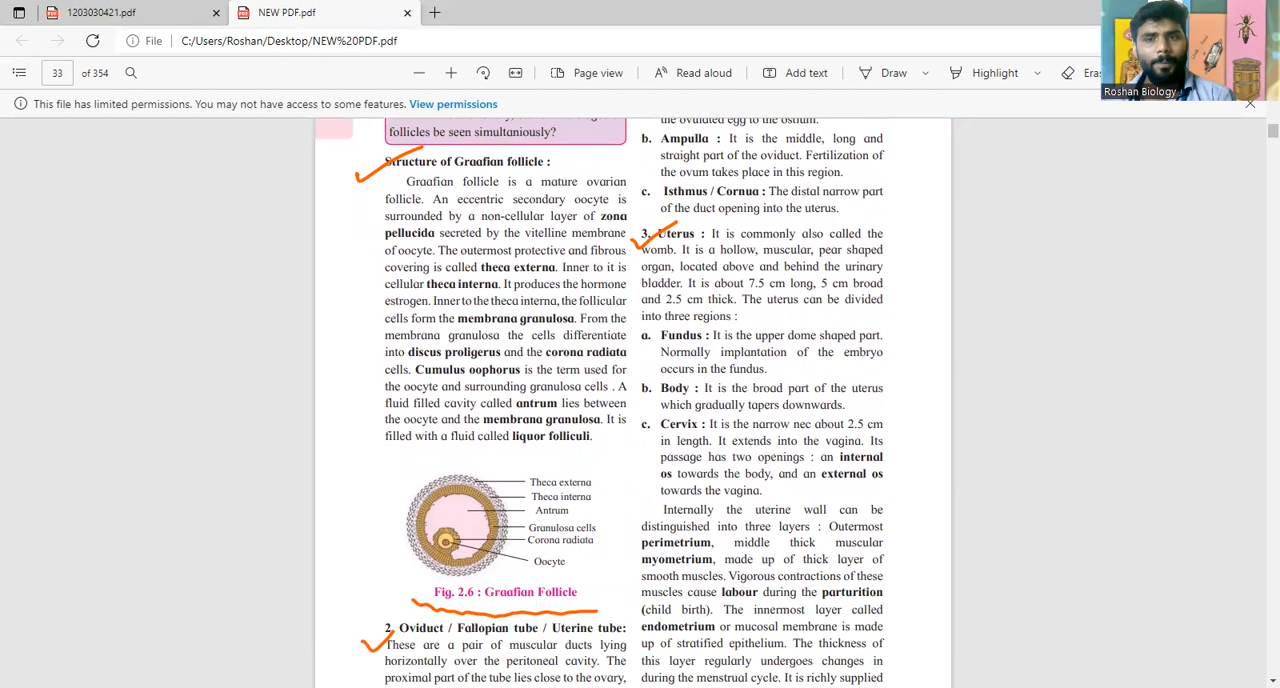 1203030421.pdf
NEW PDF.pdf
File
C:/Users/Roshan/Desktop/NEW%20PDF.pdf
33
of 354
Page view
Read aloud
Add text
Draw
Highlight
Roshan Biology
This file has limited permissions. You may not have access to some features. View permissions
follicles be seen simultaniously?
Structure of Graafian follicle :
Graafian follicle is a mature ovarian
follicle. An eccentric secondary oocyte is
surrounded by a non-cellular layer of zona
pellucida secreted by the vitelline membrane
of oocyte. The outermost protective and fibrous
covering is called theca externa. Inner to it is
cellular theca interna. It produces the hormone
estrogen. Inner to the theca interna, the follicular
cells form the membrana granulosa. From the
membrana granulosa the cells differentiate
into discus proligerus and the corona radiata
cells. Cumulus oophorus is the term used for
the oocyte and surrounding granulosa cells . A
fluid filled cavity called antrum lies between
the oocyte and the membrana granulosa. It is
filled with a fluid called liquor folliculi.
Theca externa
Theca interna
Antrum
Granulosa cells
Corona radiata
Oocyte
Fig. 2.6 : Graafian Follicle
2. Oviduct / Fallopian tube / Uterine tube:
These are a pair of muscular ducts lying
horizontally over the peritoneal cavity. The
proximal part of the tube lies close to the ovary,
the ovulated egg to the ostium.
b. Ampulla : It is the middle, long and
straight part of the oviduct. Fertilization of
the ovum takes place in this region.
c. Isthmus / Cornua : The distal narrow part
of the duct opening into the uterus.
3. Uterus : It is commonly also called the
womb. It is a hollow, muscular, pear shaped
organ, located above and behind the urinary
bladder. It is about 7.5 cm long, 5 cm broad
and 2.5 cm thick. The uterus can be divided
into three regions :
a. Fundus : It is the upper dome shaped part.
Normally implantation of the embryo
occurs in the fundus.
b. Body : It is the broad part of the uterus
which gradually tapers downwards.
c. Cervix : It is the narrow nec about 2.5 cm
in length. It extends into the vagina. Its
passage has two openings : an internal
os towards the body, and an external os
towards the vagina.
Internally the uterine wall can be
distinguished into three layers : Outermost
perimetrium, middle thick muscular
myometrium, made up of thick layer of
smooth muscles. Vigorous contractions of these
muscles cause labour during the parturition
(child birth). The innermost layer called
endometrium or mucosal membrane is made
up of stratified epithelium. The thickness of
this layer regularly undergoes changes in
during the menstrual cycle. It is richly supplied